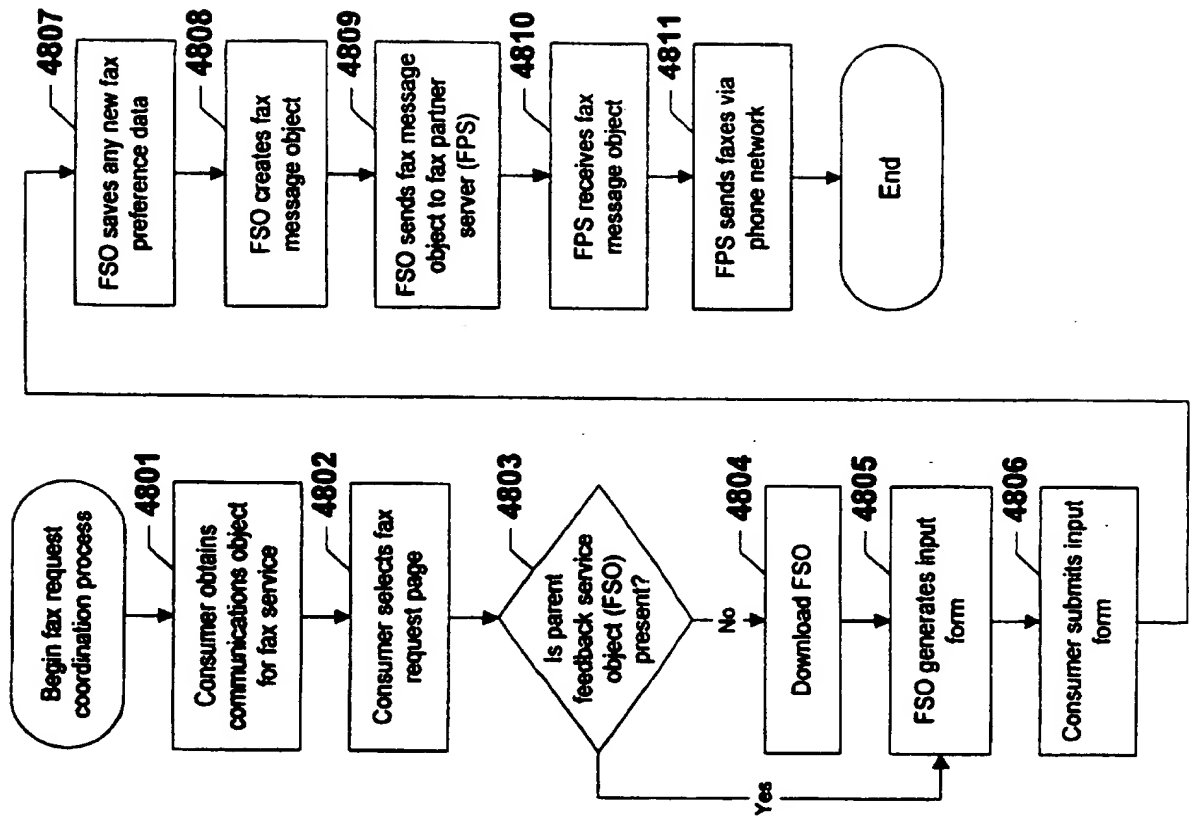 Begin fax request
coordination process
4801
Consumer obtains
communications object
for fax service
4802
Consumer selects fax
request page
4803
Is parent
feedback service
object (FSO)
present?
No
Yes
4804
Download FSO
4805
FSO generates input
form
4806
Consumer submits input
form
4807
FSO saves any new fax
preference data
4808
FSO creates fax
message object
4809
FSO sends fax message
object to fax partner
server (FPS)
4810
FPS receives fax
message object
4811
FPS sends faxes via
phone network
End